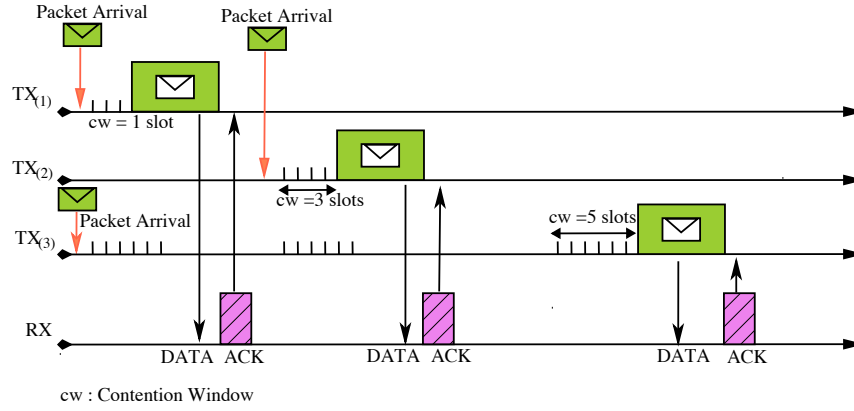 Packet Arrival
Packet Arrival
TX(1)
cw = 1 slot
TX(2)
cw =3 slots
Packet Arrival
cw =5 slots
TX(3)
RX
DATA ACK
DATA ACK
DATA ACK
cw : Contention Window